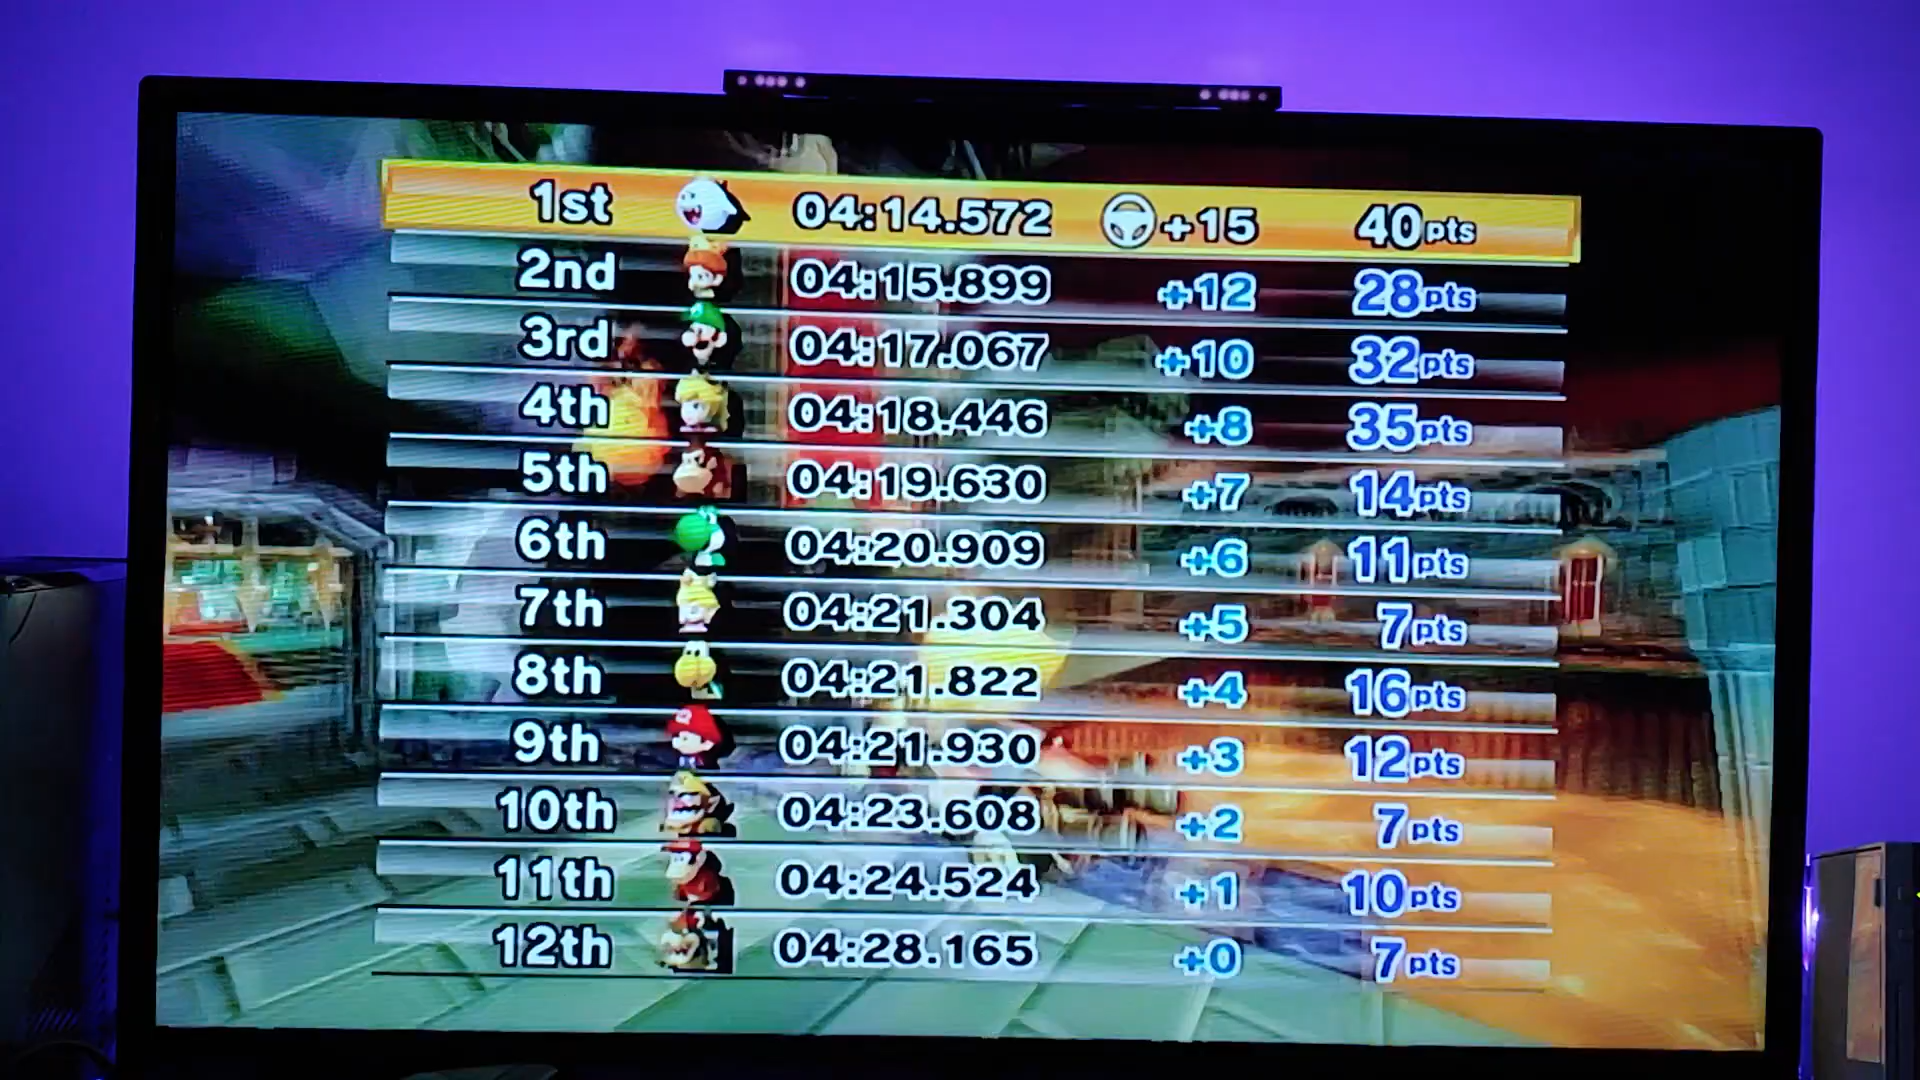 1st 04:14.572 +15 40pts
2nd 04:15.899 +12 28pts
3rd 04:17.067 +10 32pts
4th 04:18.446 +8 35pts
5th 04:19.630 +7 14pts
6th 04:20.909 +6 11pts
7th 04:21.304 +5 7pts
8th 04:21.822 +4 16pts
9th 04:21.930 +3 12pts
10th 04:23.608 +2 7pts
11th 04:24.524 +1 10pts
12th 04:28.165 +0 7pts